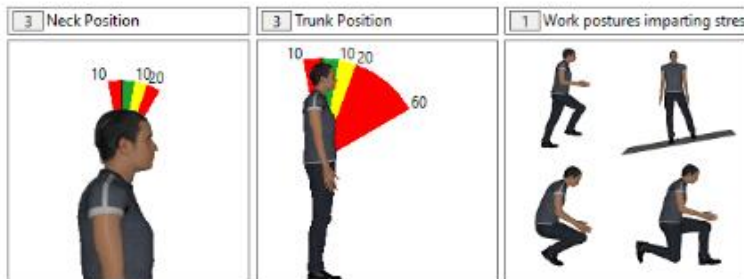 3 Neck Position
3 Trunk Position
1 Work postures imparting stres
10 10 20
10 10 20
60